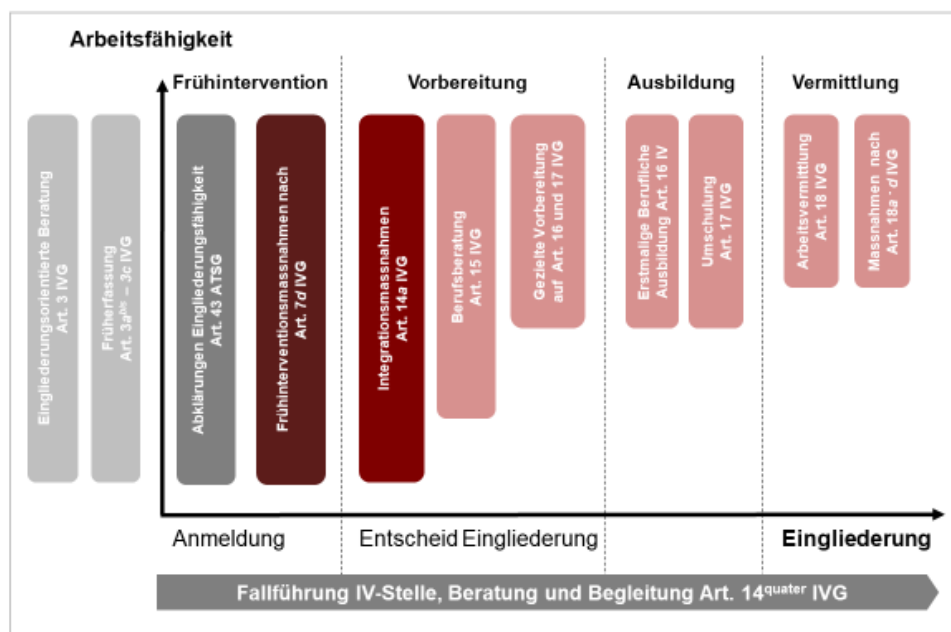 Arbeitsfähigkeit
Frühintervention
Vorbereitung
Ausbildung
Vermittlung
Eingliederungsorientierte Beratung
Art. 3 IVG
Früherfassung
Art. 3a^bis – 3c IVG
Abklärungen Eingliederungsfähigkeit
Art. 43 ATSG
Frühinterventionsmassnahmen nach
Art. 7d IVG
Integrationsmassnahmen
Art. 14a IVG
Berufsberatung
Art. 15 IVG
Gezielte Vorbereitung
auf Art. 16 und 17 IVG
Erstmalige Berufliche
Ausbildung Art. 16 IV
Umschulung
Art. 17 IVG
Arbeitsvermittlung
Art. 18 IVG
Massnahmen nach
Art. 18a - d IVG
Anmeldung
Entscheid Eingliederung
Eingliederung
Fallführung IV-Stelle, Beratung und Begleitung Art. 14^quater IVG